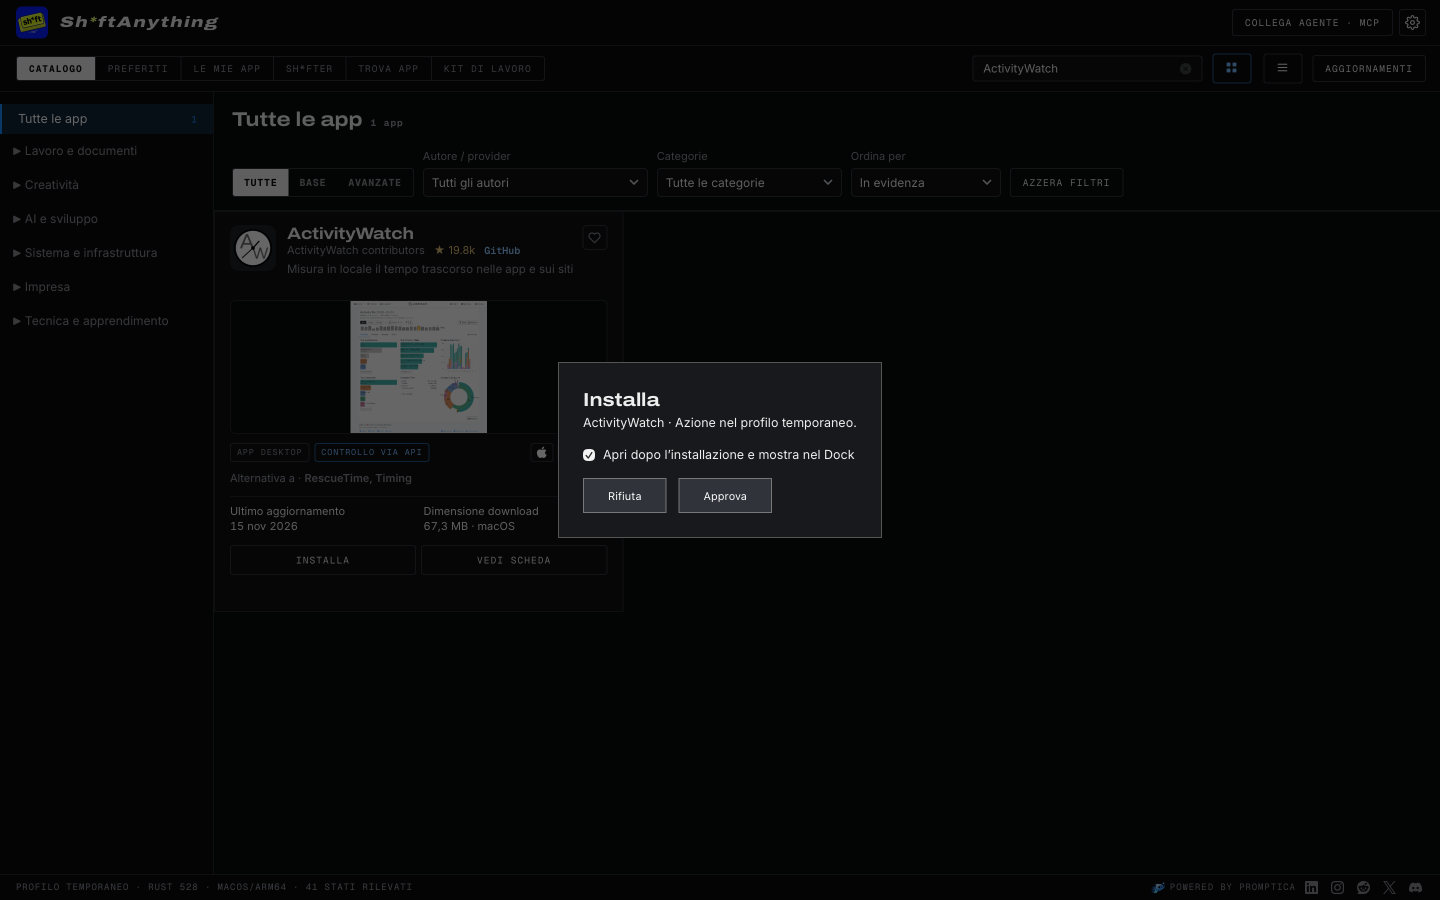 Sh*ftAnything
COLLEGA AGENTE · MCP
CATALOGO
PREFERITI
LE MIE APP
SH*FTER
TROVA APP
KIT DI LAVORO
ActivityWatch
AGGIORNAMENTI
Tutte le app
1
▶ Lavoro e documenti
▶ Creatività
▶ AI e sviluppo
▶ Sistema e infrastruttura
▶ Impresa
▶ Tecnica e apprendimento
Tutte le app 1 app
Autore / provider
Categorie
Ordina per
TUTTE
BASE
AVANZATE
Tutti gli autori
Tutte le categorie
In evidenza
AZZERA FILTRI
ActivityWatch
ActivityWatch contributors ★ 19.8k GitHub
Misura in locale il tempo trascorso nelle app e sui siti
APP DESKTOP
CONTROLLO VIA API
Alternativa a · RescueTime, Timing
Ultimo aggiornamento
15 nov 2026
Dimensione download
67,3 MB · macOS
INSTALLA
VEDI SCHEDA
Installa
ActivityWatch · Azione nel profilo temporaneo.
Apri dopo l’installazione e mostra nel Dock
Rifiuta
Approva
PROFILO TEMPORANEO · RUST 528 · MACOS/ARM64 · 41 STATI RILEVATI
POWERED BY PROMPTICA